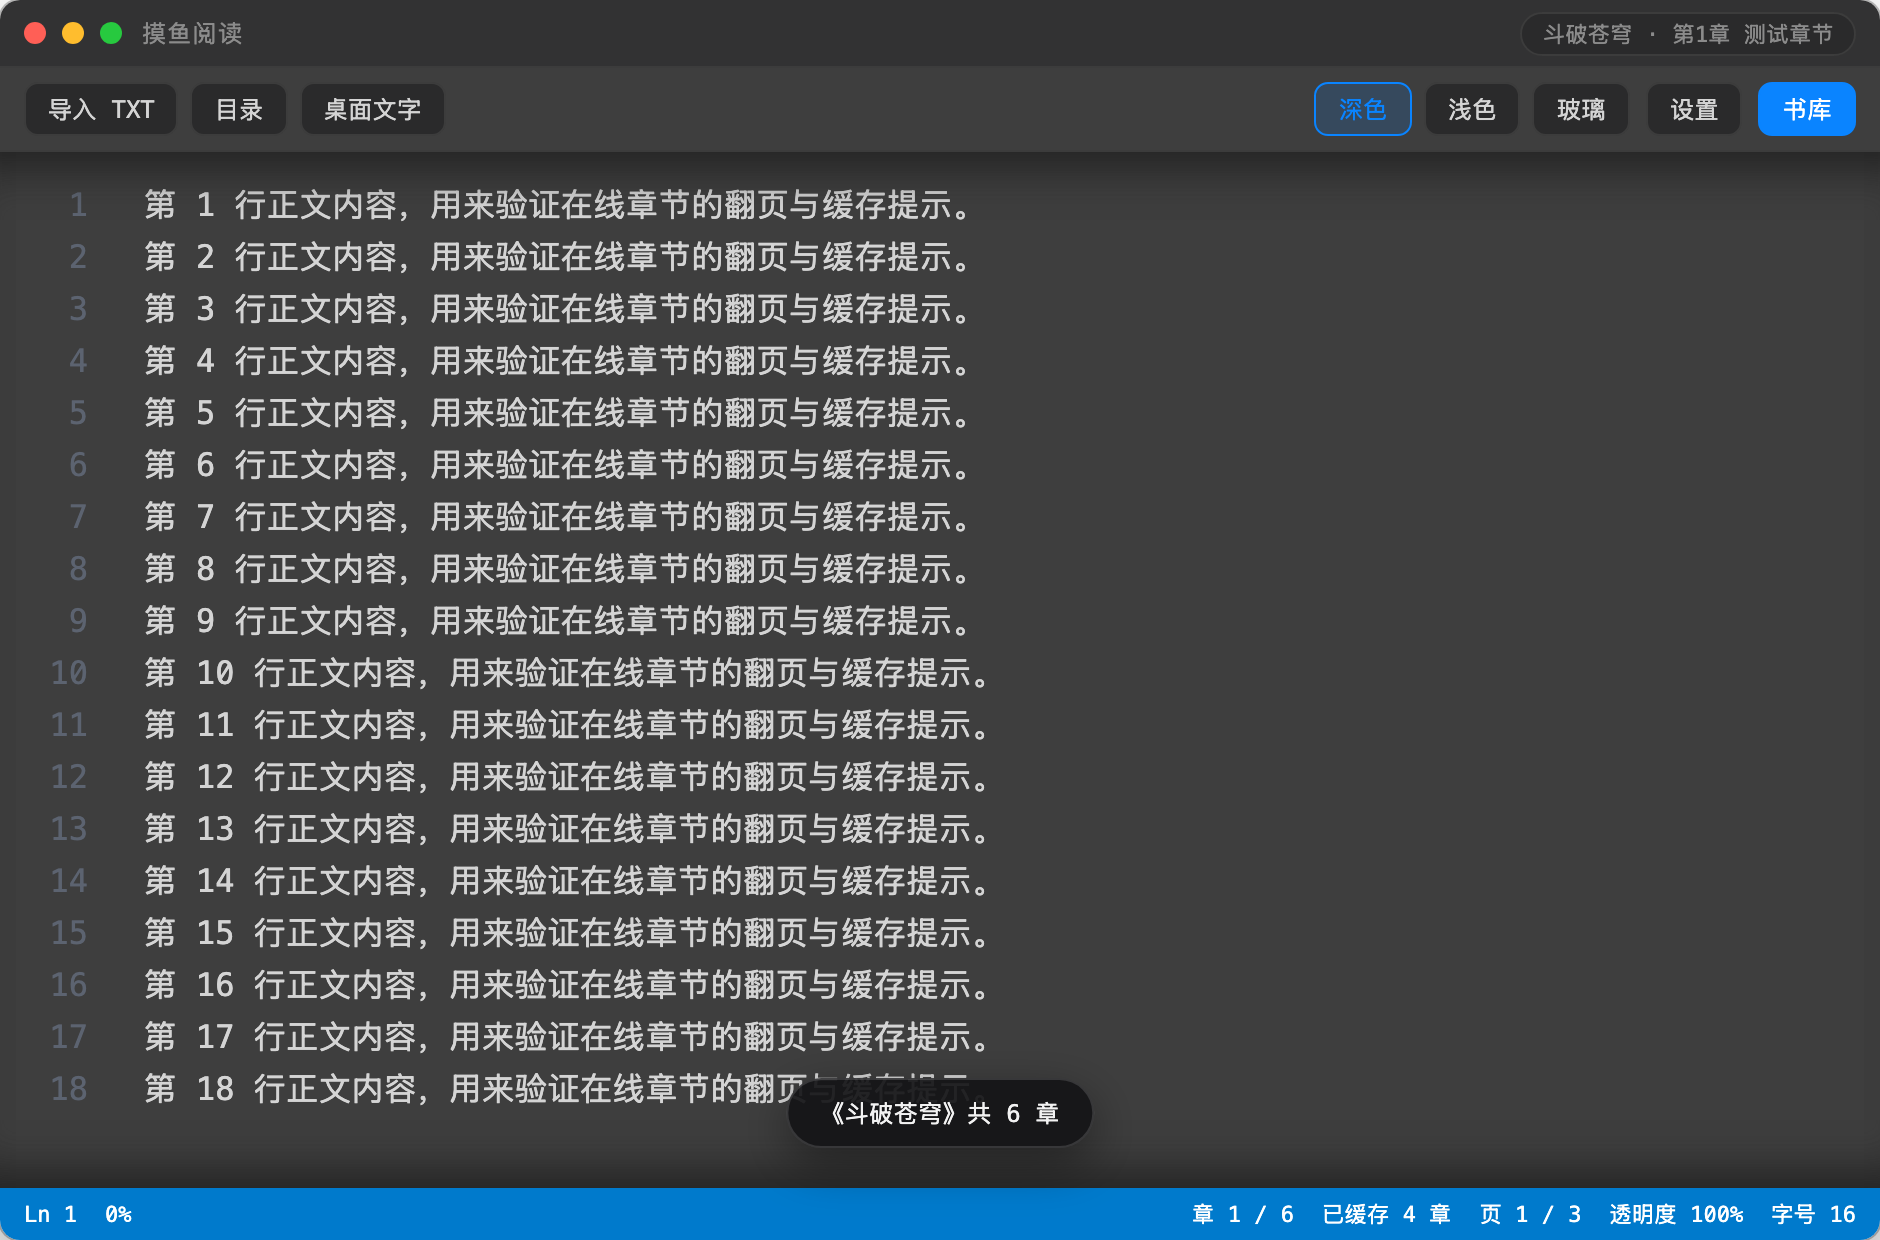 摸鱼阅读
斗破苍穹 · 第1章 测试章节
导入 TXT 目录 桌面文字 深色 浅色 玻璃 设置 书库
1 第 1 行正文内容，用来验证在线章节的翻页与缓存提示。
2 第 2 行正文内容，用来验证在线章节的翻页与缓存提示。
3 第 3 行正文内容，用来验证在线章节的翻页与缓存提示。
4 第 4 行正文内容，用来验证在线章节的翻页与缓存提示。
5 第 5 行正文内容，用来验证在线章节的翻页与缓存提示。
6 第 6 行正文内容，用来验证在线章节的翻页与缓存提示。
7 第 7 行正文内容，用来验证在线章节的翻页与缓存提示。
8 第 8 行正文内容，用来验证在线章节的翻页与缓存提示。
9 第 9 行正文内容，用来验证在线章节的翻页与缓存提示。
10 第 10 行正文内容，用来验证在线章节的翻页与缓存提示。
11 第 11 行正文内容，用来验证在线章节的翻页与缓存提示。
12 第 12 行正文内容，用来验证在线章节的翻页与缓存提示。
13 第 13 行正文内容，用来验证在线章节的翻页与缓存提示。
14 第 14 行正文内容，用来验证在线章节的翻页与缓存提示。
15 第 15 行正文内容，用来验证在线章节的翻页与缓存提示。
16 第 16 行正文内容，用来验证在线章节的翻页与缓存提示。
17 第 17 行正文内容，用来验证在线章节的翻页与缓存提示。
18 第 18 行正文内容，用来验证在线章节的翻页与缓存提示。
《斗破苍穹》共 6 章
Ln 1 0% 章 1 / 6 已缓存 4 章 页 1 / 3 透明度 100% 字号 16